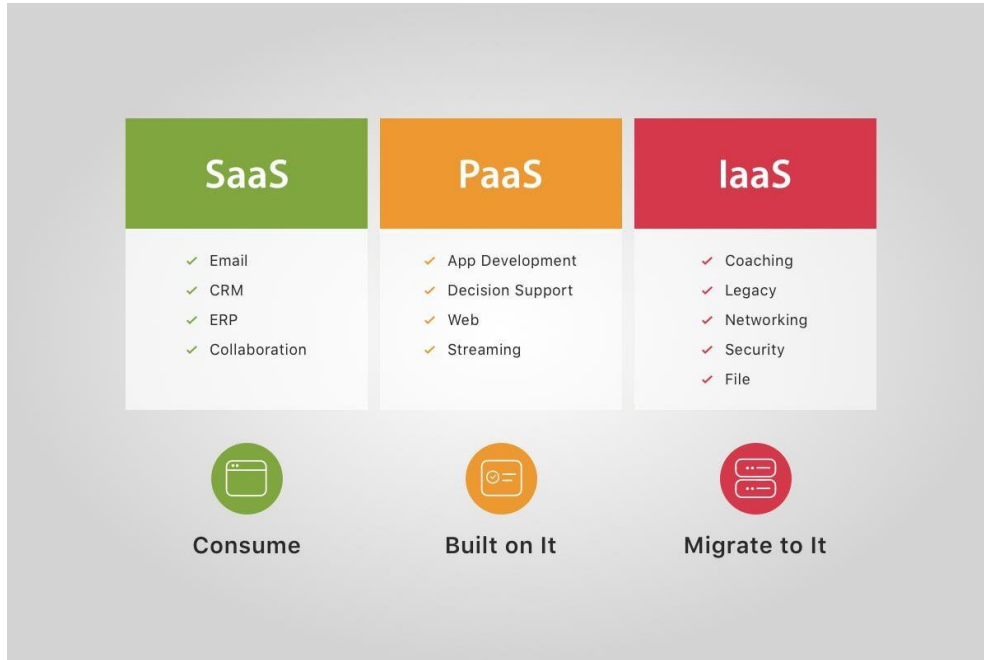 SaaS
Email
CRM
ERP
Collaboration
Consume
PaaS
App Development
Decision Support
Web
Streaming
Built on It
IaaS
Coaching
Legacy
Networking
Security
File
Migrate to It